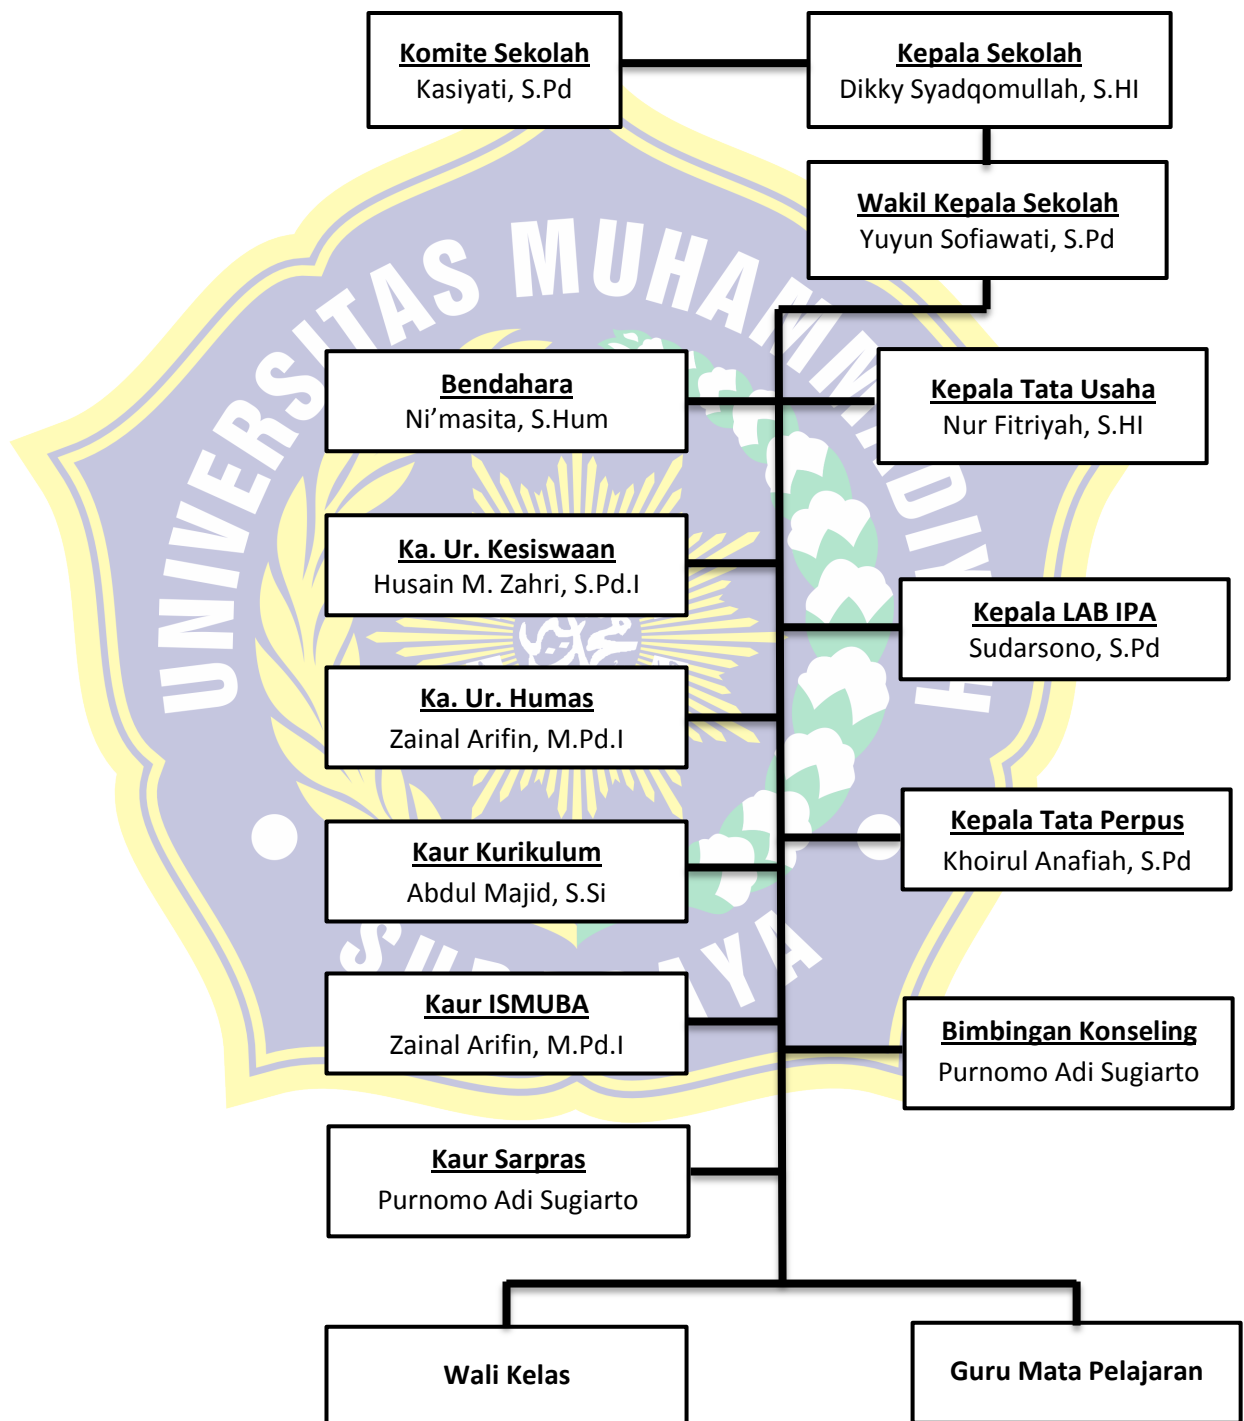 Komite Sekolah
Kasiyati, S.Pd
Kepala Sekolah
Dikky Syadqomullah, S.HI
Wakil Kepala Sekolah
Yuyun Sofiawati, S.Pd
Bendahara
Ni’masita, S.Hum
Kepala Tata Usaha
Nur Fitriyah, S.HI
Ka. Ur. Kesiswaan
Husain M. Zahri, S.Pd.I
Kepala LAB IPA
Sudarsono, S.Pd
Ka. Ur. Humas
Zainal Arifin, M.Pd.I
Kepala Tata Perpus
Khoirul Anafiah, S.Pd
Kaur Kurikulum
Abdul Majid, S.Si
Kaur ISMUBA
Zainal Arifin, M.Pd.I
Bimbingan Konseling
Purnomo Adi Sugiarto
Kaur Sarpras
Purnomo Adi Sugiarto
Wali Kelas
Guru Mata Pelajaran
UNIVERSITAS MUHAMMADIYAH